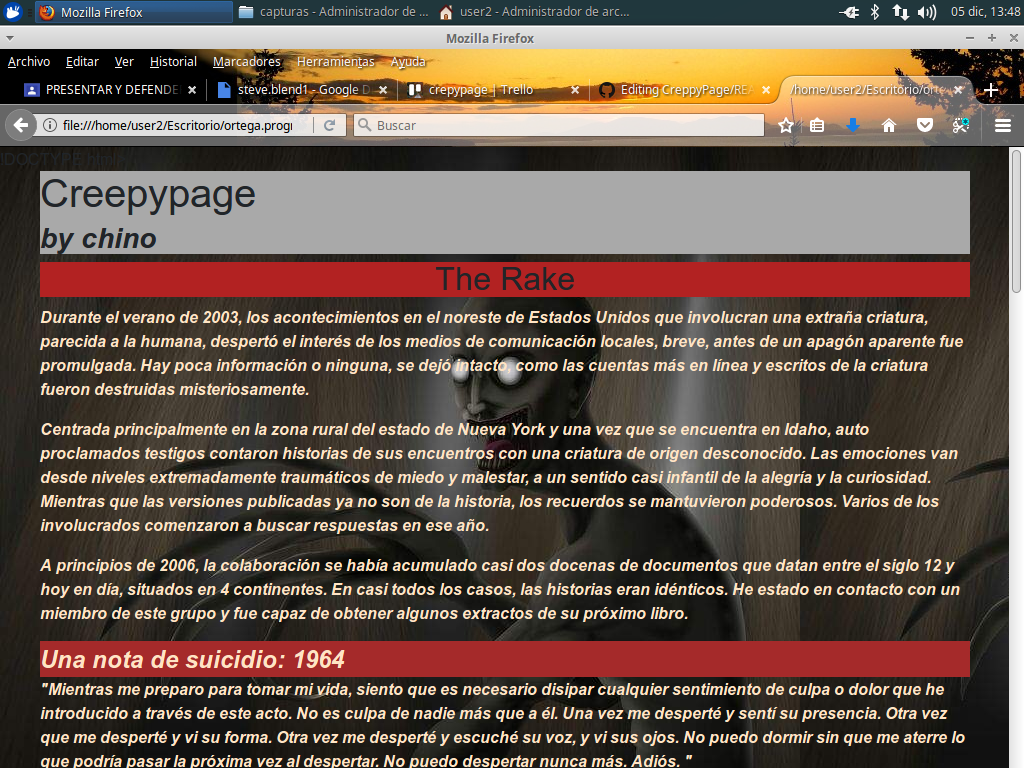 Mozilla Firefox
capturas - Administrador de ...
user2 - Administrador de arc...
05 dic, 13:48
Mozilla Firefox
Archivo Editar Ver Historial Marcadores Herramientas Ayuda
PRESENTAR Y DEFENDE
steve.blend1 - Google D
crepypage | Trello
Editing CreppyPage/REA
/home/user2/Escritorio/orte
file:///home/user2/Escritorio/ortega.progr
Buscar
!DOCTYPE html
Creepypage
by chino
The Rake
Durante el verano de 2003, los acontecimientos en el noreste de Estados Unidos que involucran una extraña criatura,
parecida a la humana, despertó el interés de los medios de comunicación locales, breve, antes de un apagón aparente fue
promulgada. Hay poca información o ninguna, se dejó intacto, como las cuentas más en línea y escritos de la criatura
fueron destruidas misteriosamente.
Centrada principalmente en la zona rural del estado de Nueva York y una vez que se encuentra en Idaho, auto
proclamados testigos contaron historias de sus encuentros con una criatura de origen desconocido. Las emociones van
desde niveles extremadamente traumáticos de miedo y malestar, a un sentido casi infantil de la alegría y la curiosidad.
Mientras que las versiones publicadas ya no son de la historia, los recuerdos se mantuvieron poderosos. Varios de los
involucrados comenzaron a buscar respuestas en ese año.
A principios de 2006, la colaboración se había acumulado casi dos docenas de documentos que datan entre el siglo 12 y
hoy en día, situados en 4 continentes. En casi todos los casos, las historias eran idénticos. He estado en contacto con un
miembro de este grupo y fue capaz de obtener algunos extractos de su próximo libro.
Una nota de suicidio: 1964
"Mientras me preparo para tomar mi vida, siento que es necesario disipar cualquier sentimiento de culpa o dolor que he
introducido a través de este acto. No es culpa de nadie más que a él. Una vez me desperté y sentí su presencia. Otra vez
que me desperté y vi su forma. Otra vez me desperté y escuché su voz, y vi sus ojos. No puedo dormir sin que me aterre lo
que podría pasar la próxima vez al despertar. No puedo despertar nunca más. Adiós. "